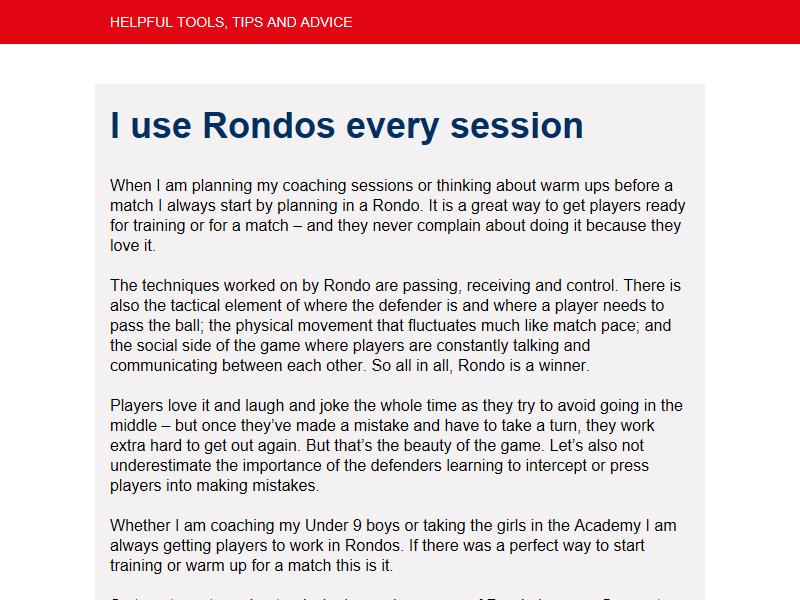 HELPFUL TOOLS, TIPS AND ADVICE
I use Rondos every session
When I am planning my coaching sessions or thinking about warm ups before a
match I always start by planning in a Rondo. It is a great way to get players ready
for training or for a match – and they never complain about doing it because they
love it.
The techniques worked on by Rondo are passing, receiving and control. There is
also the tactical element of where the defender is and where a player needs to
pass the ball; the physical movement that fluctuates much like match pace; and
the social side of the game where players are constantly talking and
communicating between each other. So all in all, Rondo is a winner.
Players love it and laugh and joke the whole time as they try to avoid going in the
middle – but once they’ve made a mistake and have to take a turn, they work
extra hard to get out again. But that’s the beauty of the game. Let’s also not
underestimate the importance of the defenders learning to intercept or press
players into making mistakes.
Whether I am coaching my Under 9 boys or taking the girls in the Academy I am
always getting players to work in Rondos. If there was a perfect way to start
training or warm up for a match this is it.